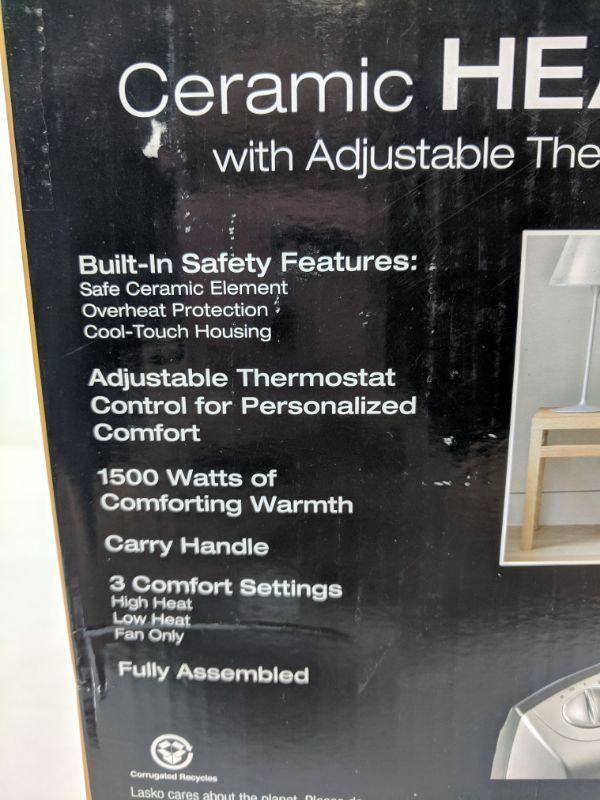 Ceramic HEA
with Adjustable The
Built-In Safety Features:
Safe Ceramic Element
Overheat Protection
Cool-Touch Housing
Adjustable Thermostat
Control for Personalized
Comfort
1500 Watts of
Comforting Warmth
Carry Handle
3 Comfort Settings
High Heat
Low Heat
Fan Only
Fully Assembled
Corrugated Recycles
Lasko cares about the planet. Please do